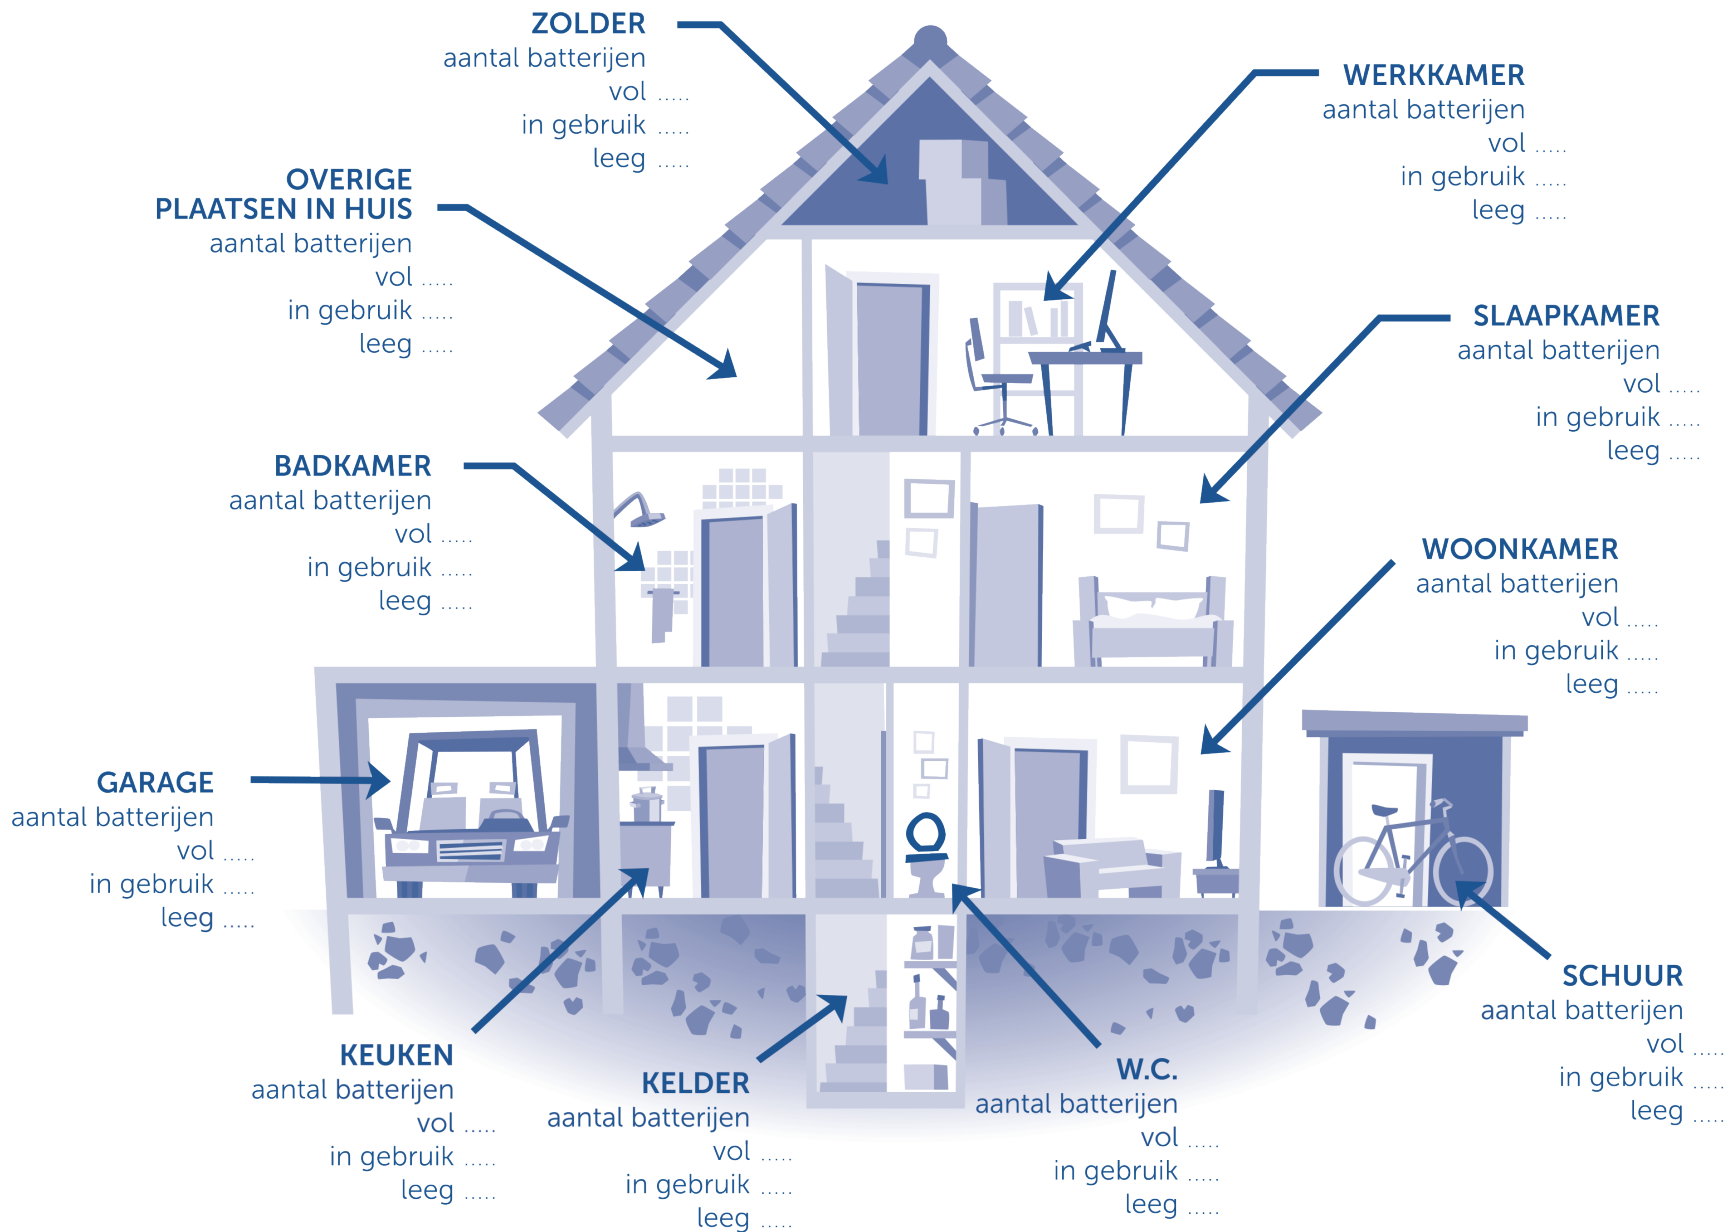 ZOLDER
aantal batterijen
vol .....
in gebruik .....
leeg .....
WERKKAMER
aantal batterijen
vol .....
in gebruik .....
leeg .....
OVERIGE
PLAATSEN IN HUIS
aantal batterijen
vol .....
in gebruik .....
leeg .....
SLAAPKAMER
aantal batterijen
vol .....
in gebruik .....
leeg .....
BADKAMER
aantal batterijen
vol .....
in gebruik .....
leeg .....
WOONKAMER
aantal batterijen
vol .....
in gebruik .....
leeg .....
GARAGE
aantal batterijen
vol .....
in gebruik .....
leeg .....
KEUKEN
aantal batterijen
vol .....
in gebruik .....
leeg .....
KELDER
aantal batterijen
vol .....
in gebruik .....
leeg .....
W.C.
aantal batterijen
vol .....
in gebruik .....
leeg .....
SCHUUR
aantal batterijen
vol .....
in gebruik .....
leeg .....